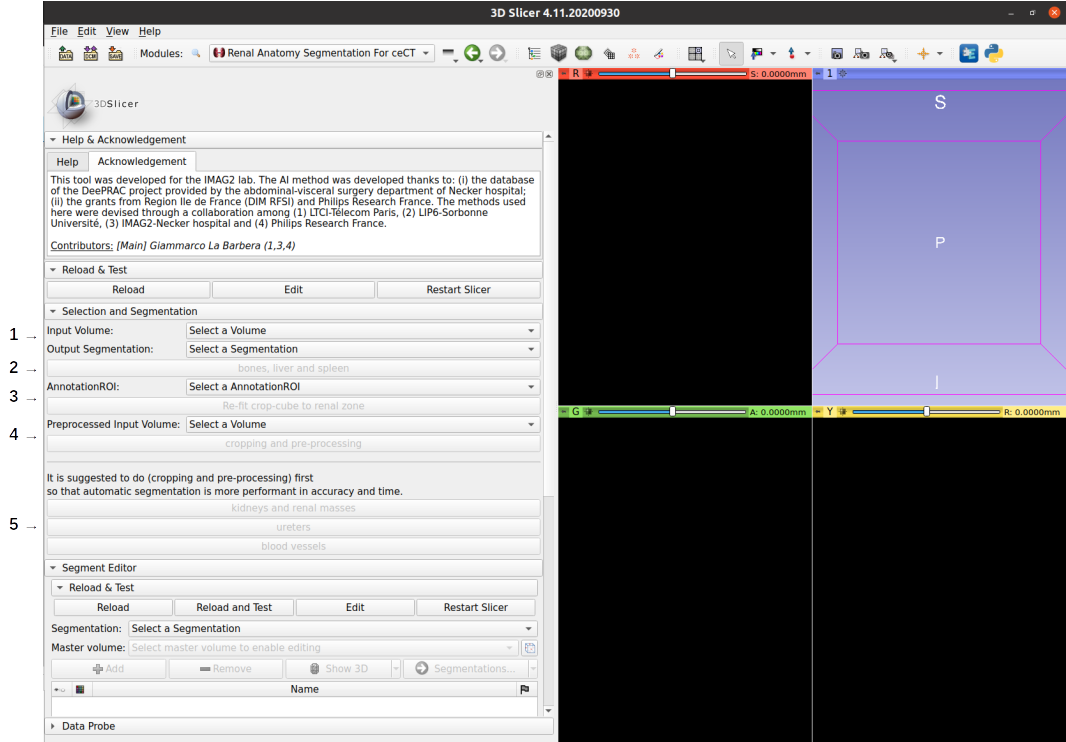 3D Slicer 4.11.20200930
File Edit View Help
DATA DCM SAVE Modules: Renal Anatomy Segmentation For ceCT
R S: 0.0000mm 1
3DSlicer
S
Help & Acknowledgement
Help Acknowledgement
This tool was developed for the IMAG2 lab. The AI method was developed thanks to: (i) the database
of the DeePRAC project provided by the abdominal-visceral surgery department of Necker hospital;
(ii) the grants from Region Ile de France (DIM RFSI) and Philips Research France. The methods used
here were devised through a collaboration among (1) LTCI-Télecom Paris, (2) LIP6-Sorbonne
Université, (3) IMAG2-Necker hospital and (4) Philips Research France.
Contributors: [Main] Giammarco La Barbera (1,3,4)
P
Reload & Test
Reload Edit Restart Slicer
Selection and Segmentation
1 → Input Volume: Select a Volume
Output Segmentation: Select a Segmentation
2 → bones, liver and spleen
AnnotationROI: Select a AnnotationROI
I
3 → Re-fit crop-cube to renal zone
G A: 0.0000mm Y R: 0.0000mm
Preprocessed Input Volume: Select a Volume
4 → cropping and pre-processing
It is suggested to do (cropping and pre-processing) first
so that automatic segmentation is more performant in accuracy and time.
kidneys and renal masses
5 → ureters
blood vessels
Segment Editor
Reload & Test
Reload Reload and Test Edit Restart Slicer
Segmentation: Select a Segmentation
Master volume: Select master volume to enable editing
Add Remove Show 3D Segmentations...
Name
Data Probe